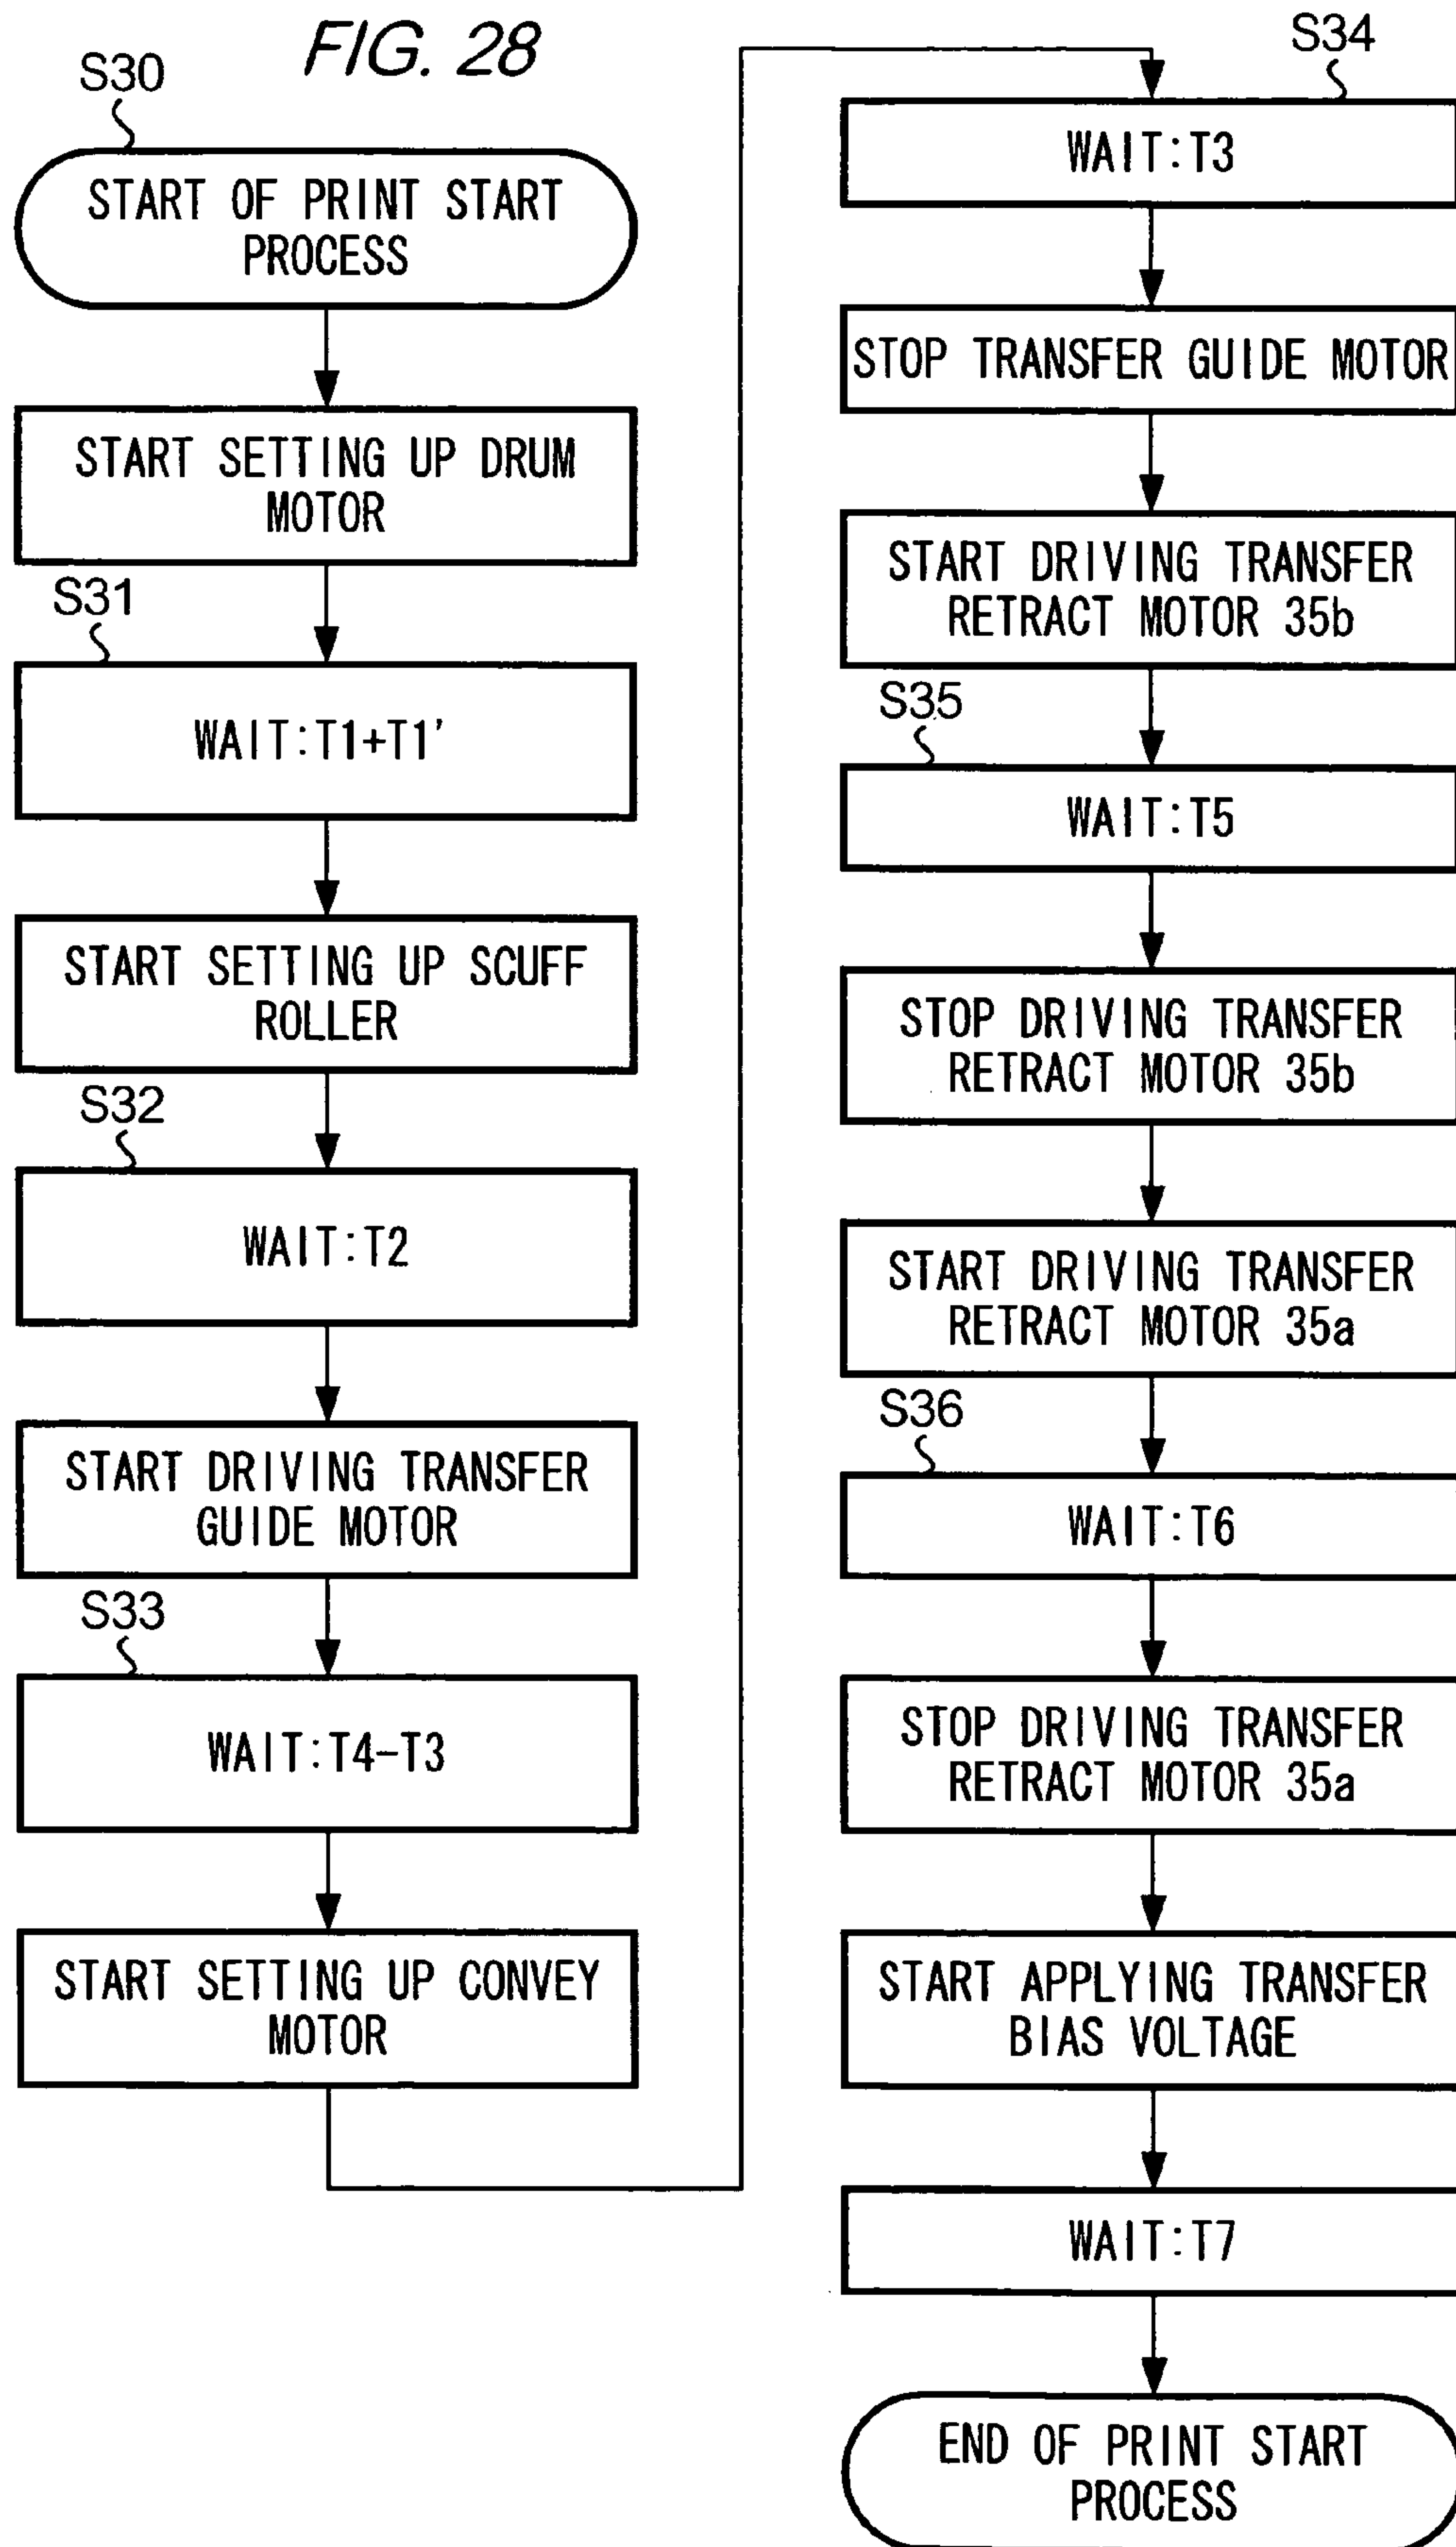 FIG. 28
S30
START OF PRINT START
PROCESS
START SETTING UP DRUM
MOTOR
S31
WAIT:T1+T1'
START SETTING UP SCUFF
ROLLER
S32
WAIT:T2
START DRIVING TRANSFER
GUIDE MOTOR
S33
WAIT:T4-T3
START SETTING UP CONVEY
MOTOR
S34
WAIT:T3
STOP TRANSFER GUIDE MOTOR
START DRIVING TRANSFER
RETRACT MOTOR 35b
S35
WAIT:T5
STOP DRIVING TRANSFER
RETRACT MOTOR 35b
START DRIVING TRANSFER
RETRACT MOTOR 35a
S36
WAIT:T6
STOP DRIVING TRANSFER
RETRACT MOTOR 35a
START APPLYING TRANSFER
BIAS VOLTAGE
WAIT:T7
END OF PRINT START
PROCESS